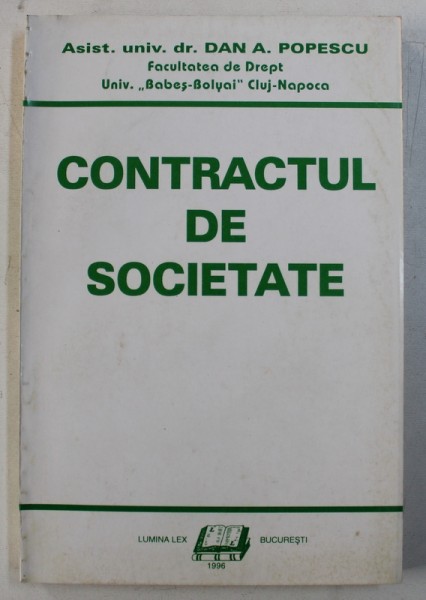 Asist. univ. dr. DAN A. POPESCU
Facultatea de Drept
Univ. „Babeș-Bolyai" Cluj-Napoca
CONTRACTUL
DE
SOCIETATE
LUMINA LEX BUCUREȘTI
1996